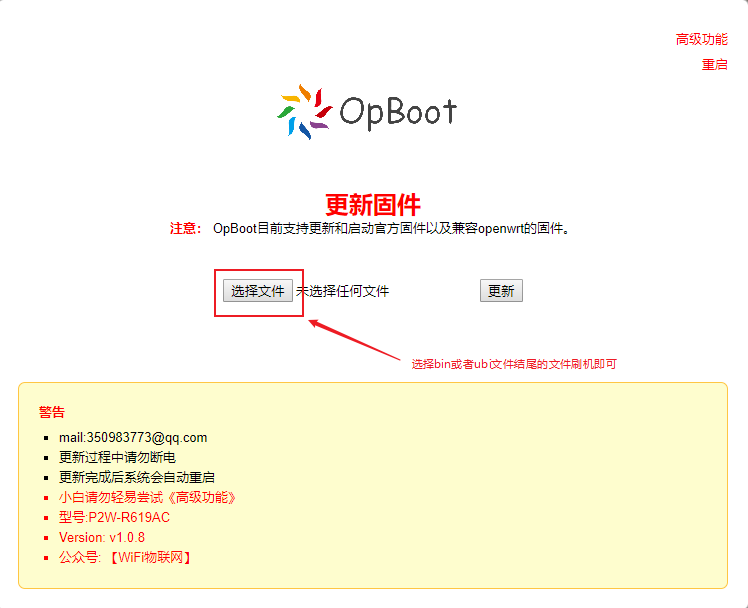 高级功能
重启
OpBoot
更新固件
注意： OpBoot目前支持更新和启动官方固件以及兼容openwrt的固件。
选择文件 未选择任何文件 更新
选择bin或者ubi文件结尾的文件刷机即可
警告
mail:350983773@qq.com
更新过程中请勿断电
更新完成后系统会自动重启
小白请勿轻易尝试《高级功能》
型号:P2W-R619AC
Version: v1.0.8
公众号: 【WiFi物联网】